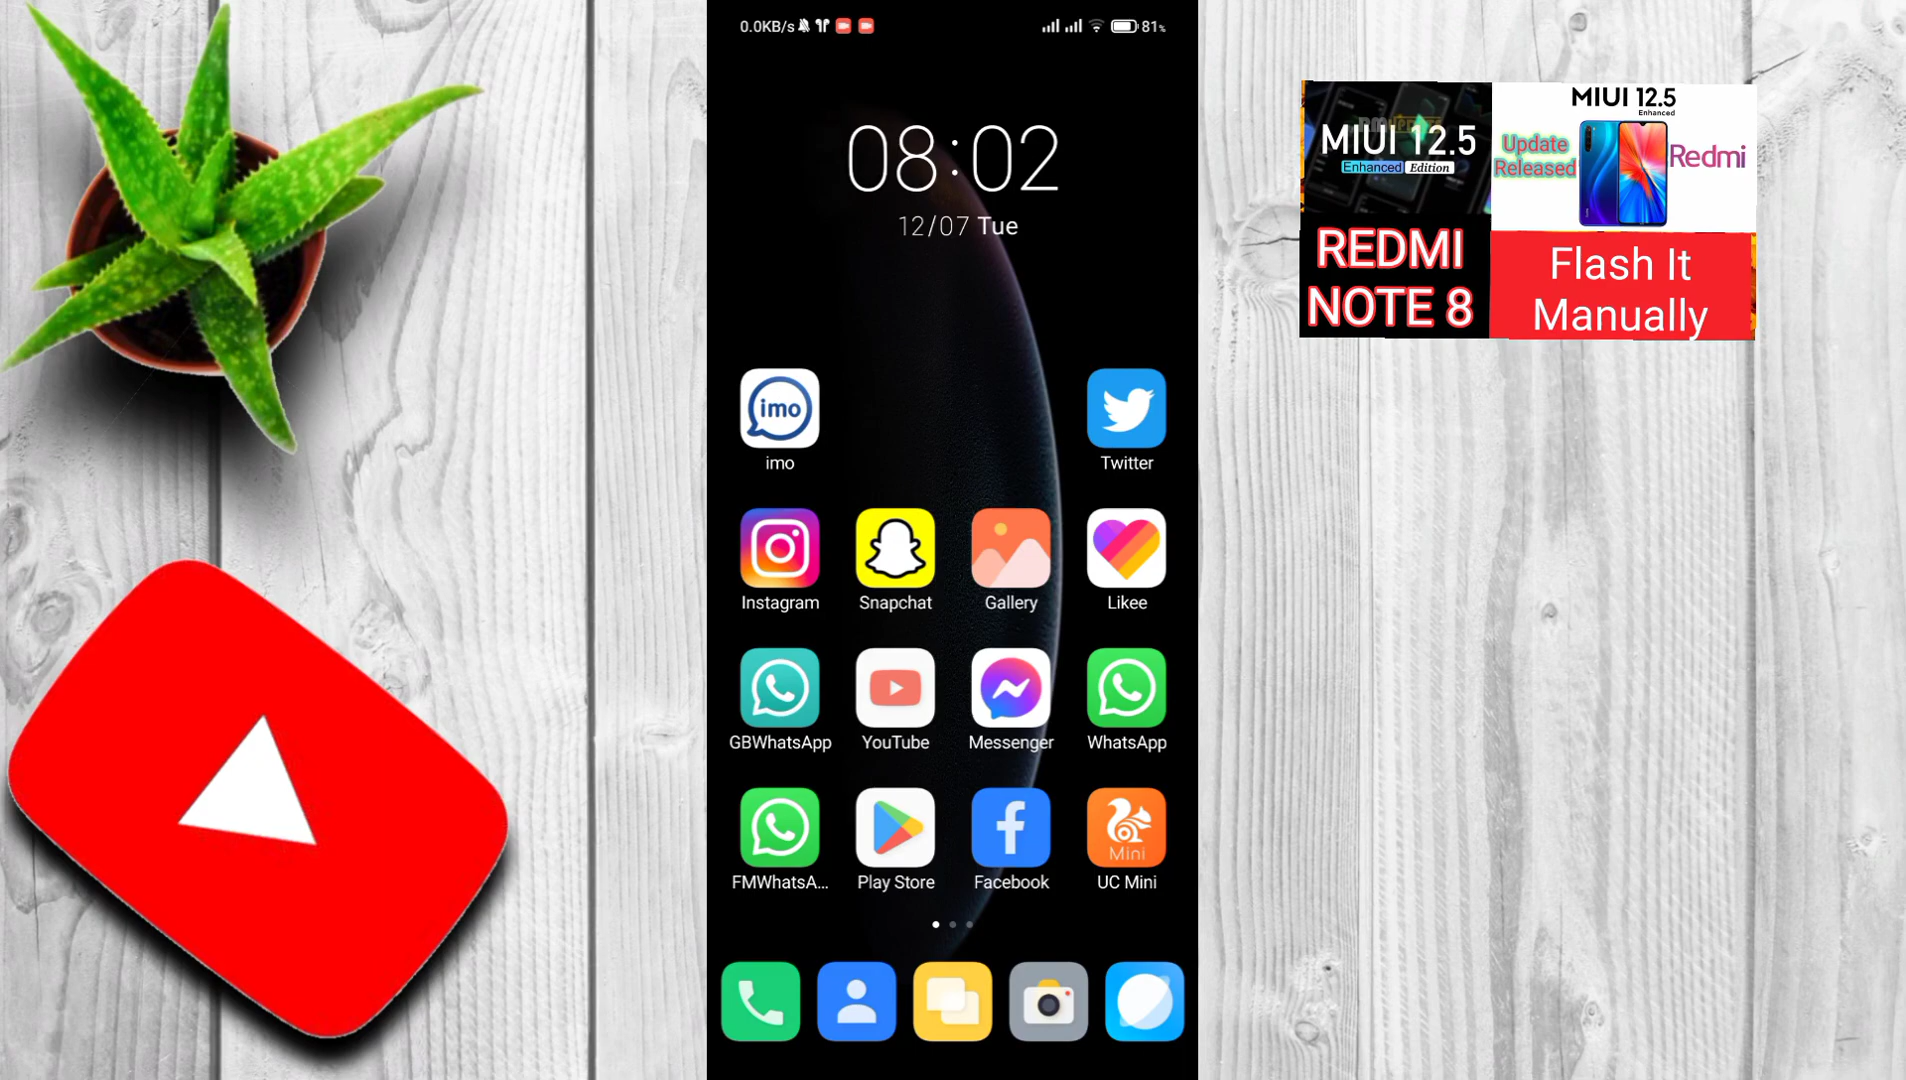 0.0KB/s
81%
08:02
12/07 Tue
imo
imo
Twitter
Instagram
Snapchat
Gallery
Likee
GBWhatsApp
YouTube
Messenger
WhatsApp
Mini
FMWhatsA...
Play Store
Facebook
UC Mini
MIUI 12.5
Enhanced Edition
REDMI
NOTE 8
MIUI 12.5
Enhanced
Update
Released
Redmi
Flash It
Manually